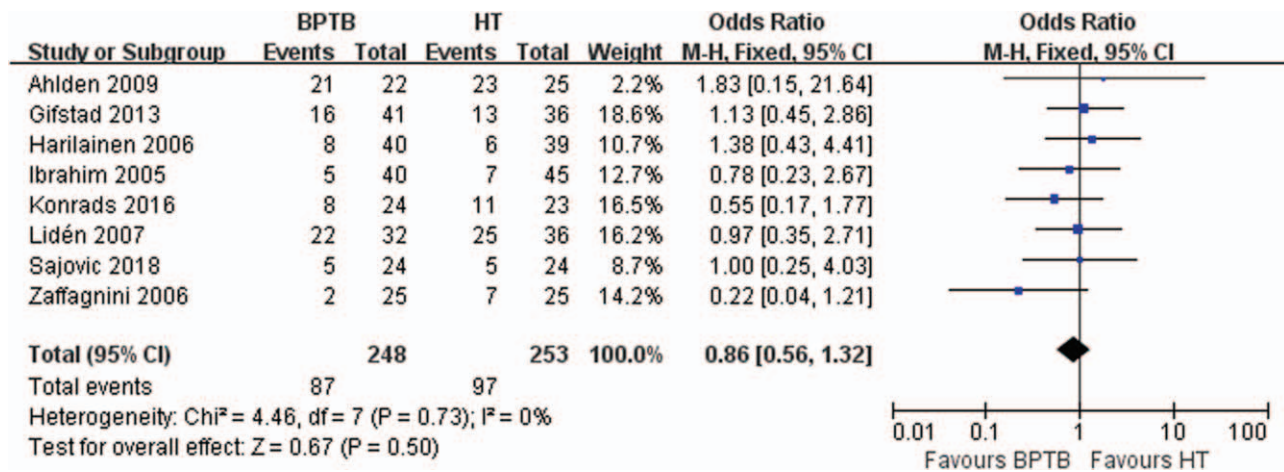 BPTB HT Odds Ratio Odds Ratio
Study or Subgroup Events Total Events Total Weight M-H, Fixed, 95% CI M-H, Fixed, 95% CI
Ahlden 2009 21 22 23 25 2.2% 1.83 [0.15, 21.64]
Gifstad 2013 16 41 13 36 18.6% 1.13 [0.45, 2.86]
Harilainen 2006 8 40 6 39 10.7% 1.38 [0.43, 4.41]
Ibrahim 2005 5 40 7 45 12.7% 0.78 [0.23, 2.67]
Konrads 2016 8 24 11 23 16.5% 0.55 [0.17, 1.77]
Lidén 2007 22 32 25 36 16.2% 0.97 [0.35, 2.71]
Sajovic 2018 5 24 5 24 8.7% 1.00 [0.25, 4.03]
Zaffagnini 2006 2 25 7 25 14.2% 0.22 [0.04, 1.21]
Total (95% CI) 248 253 100.0% 0.86 [0.56, 1.32]
Total events 87 97
Heterogeneity: Chi² = 4.46, df = 7 (P = 0.73); I² = 0%
Test for overall effect: Z = 0.67 (P = 0.50)
0.01 0.1 1 10 100
Favours BPTB Favours HT